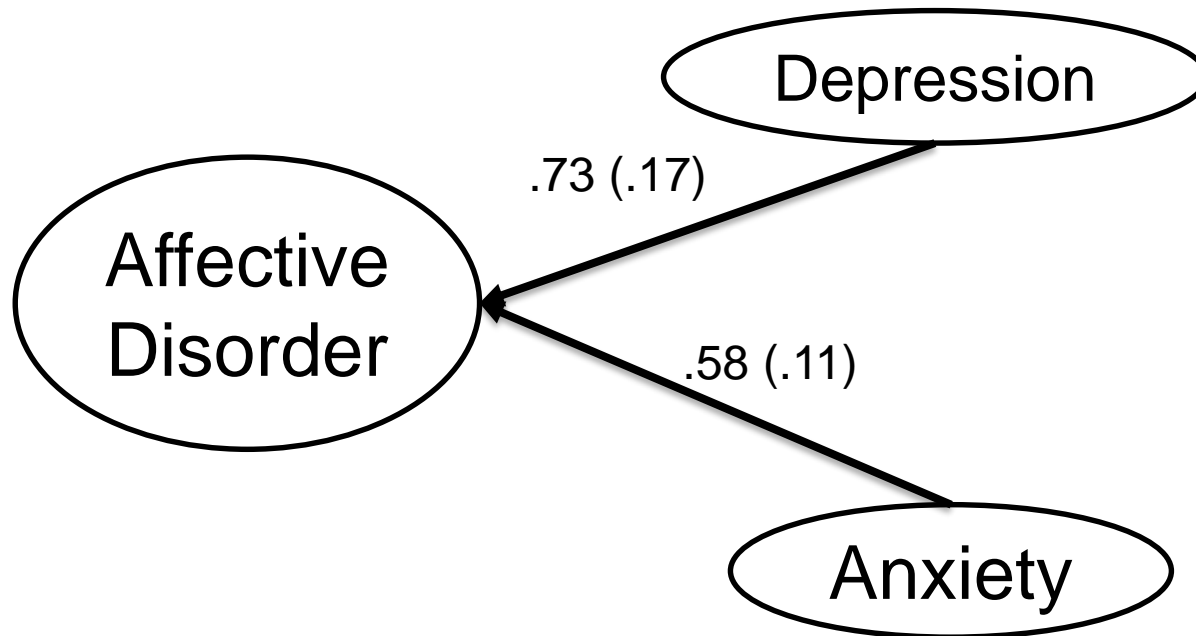 Depression
.73 (.17)
Affective
Disorder
.58 (.11)
Anxiety